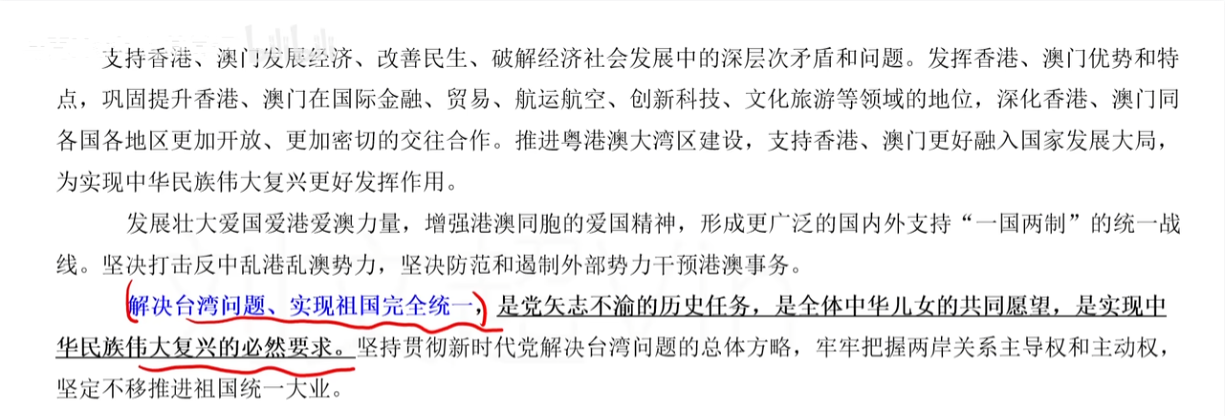 支持香港、澳门发展经济、改善民生、破解经济社会发展中的深层次矛盾和问题。发挥香港、澳门优势和特
点，巩固提升香港、澳门在国际金融、贸易、航运航空、创新科技、文化旅游等领域的地位，深化香港、澳门同
各国各地区更加开放、更加密切的交往合作。推进粤港澳大湾区建设，支持香港、澳门更好融入国家发展大局，
为实现中华民族伟大复兴更好发挥作用。
发展壮大爱国爱港爱澳力量，增强港澳同胞的爱国精神，形成更广泛的国内外支持“一国两制”的统一战
线。坚决打击反中乱港乱澳势力，坚决防范和遏制外部势力干预港澳事务。
解决台湾问题、实现祖国完全统一，是党矢志不渝的历史任务，是全体中华儿女的共同愿望，是实现中
华民族伟大复兴的必然要求。坚持贯彻新时代党解决台湾问题的总体方略，牢牢把握两岸关系主导权和主动权，
坚定不移推进祖国统一大业。